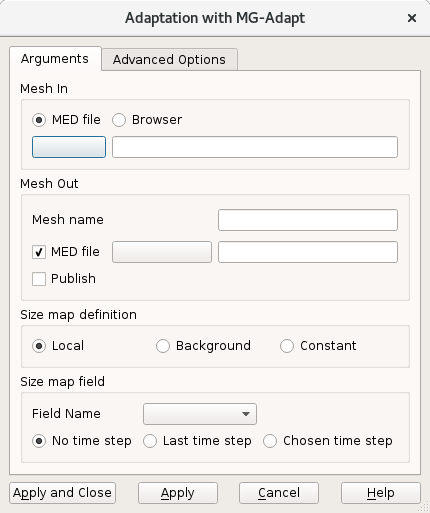 Adaptation with MG-Adapt
Arguments Advanced Options
Mesh In
MED file Browser
Mesh Out
Mesh name
MED file
Publish
Size map definition
Local Background Constant
Size map field
Field Name
No time step Last time step Chosen time step
Apply and Close Apply Cancel Help